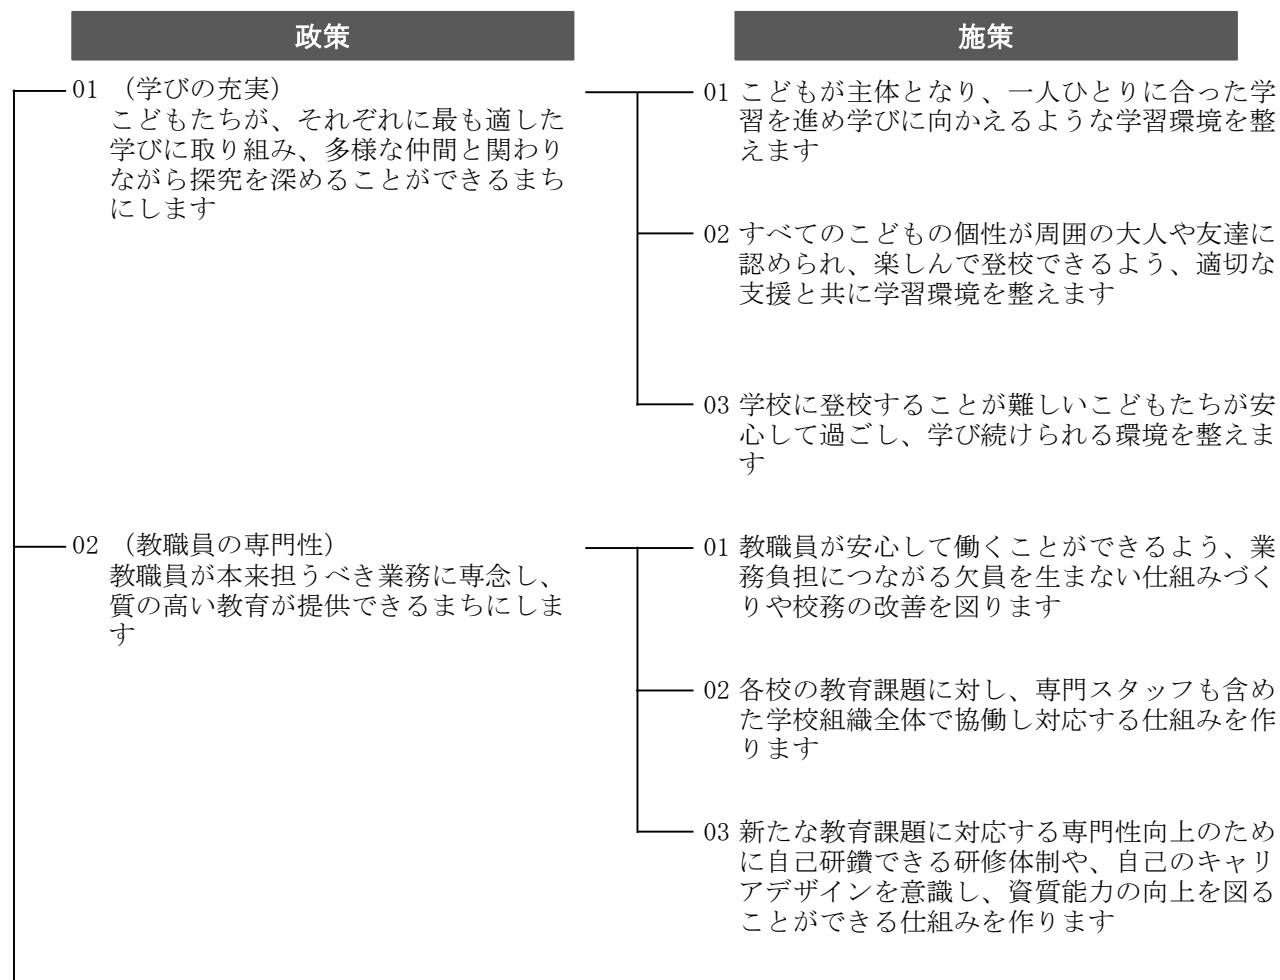 政策
施策
01 (学びの充実)
こどもたちが、それぞれに最も適した
学びに取り組み、多様な仲間と関わり
ながら探究を深めることができるまち
にします
01 こどもが主体となり、一人ひとりに合った学
習を進め学びに向かえるような学習環境を整
えます
02 すべてのこどもの個性が周囲の大人や友達に
認められ、楽しんで登校できるよう、適切な
支援と共に学習環境を整えます
03 学校に登校することが難しいこどもたちが安
心して過ごし、学び続けられる環境を整えま
す
02 (教職員の専門性)
教職員が本来担うべき業務に専念し、
質の高い教育が提供できるまちにしま
す
01 教職員が安心して働くことができるよう、業
務負担につながる欠員を生まない仕組みづく
りや校務の改善を図ります
02 各校の教育課題に対し、専門スタッフも含め
た学校組織全体で協働し対応する仕組みを作
ります
03 新たな教育課題に対応する専門性向上のため
に自己研鑽できる研修体制や、自己のキャリ
アデザインを意識し、資質能力の向上を図る
ことができる仕組みを作ります